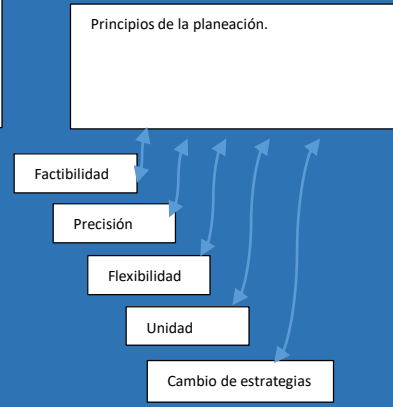 Principios de la planeación.
Factibilidad
Precisión
Flexibilidad
Unidad
Cambio de estrategias